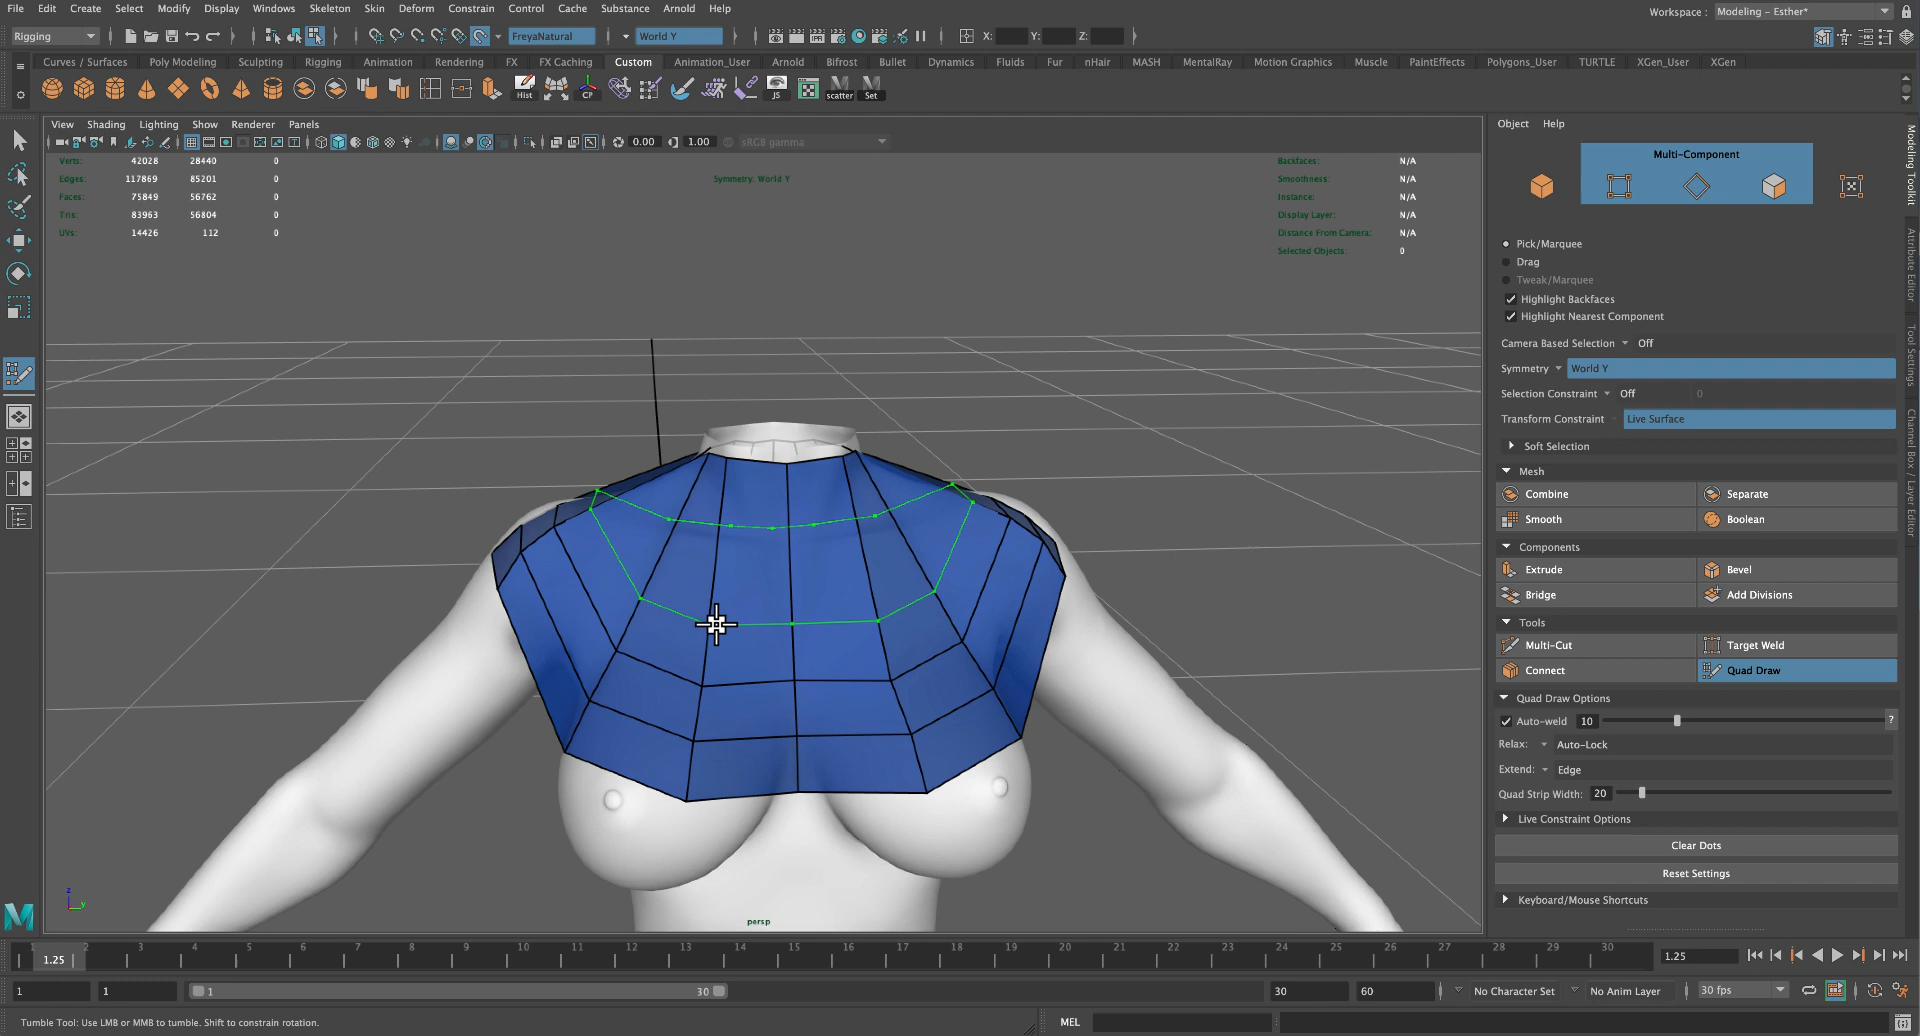 File Edit Create Select Modify Display Windows Skeleton Skin Deform Constrain Control Cache Substance Arnold Help
Workspace : Modeling - Esther*
Rigging FreyaNatural World Y X: Y: Z:
Curves / Surfaces Poly Modeling Sculpting Rigging Animation Rendering FX FX Caching Custom Animation_User Arnold Bifrost Bullet Dynamics Fluids Fur nHair MASH MentalRay Motion Graphics Muscle PaintEffects Polygons_User TURTLE XGen_User XGen
Hist CP JS scatter Set
View Shading Lighting Show Renderer Panels
0.00 1.00 sRGB gamma
Verts: 42028 28440 0
Edges: 117869 85201 0
Faces: 75849 56762 0
Tris: 83963 56804 0
UVs: 14426 112 0
Symmetry: World Y
Backfaces: N/A
Smoothness: N/A
Instance: N/A
Display Layer: N/A
Distance From Camera: N/A
Selected Objects: 0
z
y
persp
Object Help
Multi-Component
Pick/Marquee
Drag
Tweak/Marquee
Highlight Backfaces
Highlight Nearest Component
Camera Based Selection Off
Symmetry World Y
Selection Constraint Off 0
Transform Constraint Live Surface
Soft Selection
Mesh
Combine Separate
Smooth Boolean
Components
Extrude Bevel
Bridge Add Divisions
Tools
Multi-Cut Target Weld
Connect Quad Draw
Quad Draw Options
Auto-weld 10 ?
Relax: Auto-Lock
Extend: Edge
Quad Strip Width: 20
Live Constraint Options
Clear Dots
Reset Settings
Keyboard/Mouse Shortcuts
Modeling Toolkit
Attribute Editor
Tool Settings
Channel Box / Layer Editor
1 2 3 4 5 6 7 8 9 10 11 12 13 14 15 16 17 18 19 20 21 22 23 24 25 26 27 28 29 30
1.25 1.25
1 1 1 30 30 60 No Character Set No Anim Layer 30 fps
Tumble Tool: Use LMB or MMB to tumble. Shift to constrain rotation. MEL